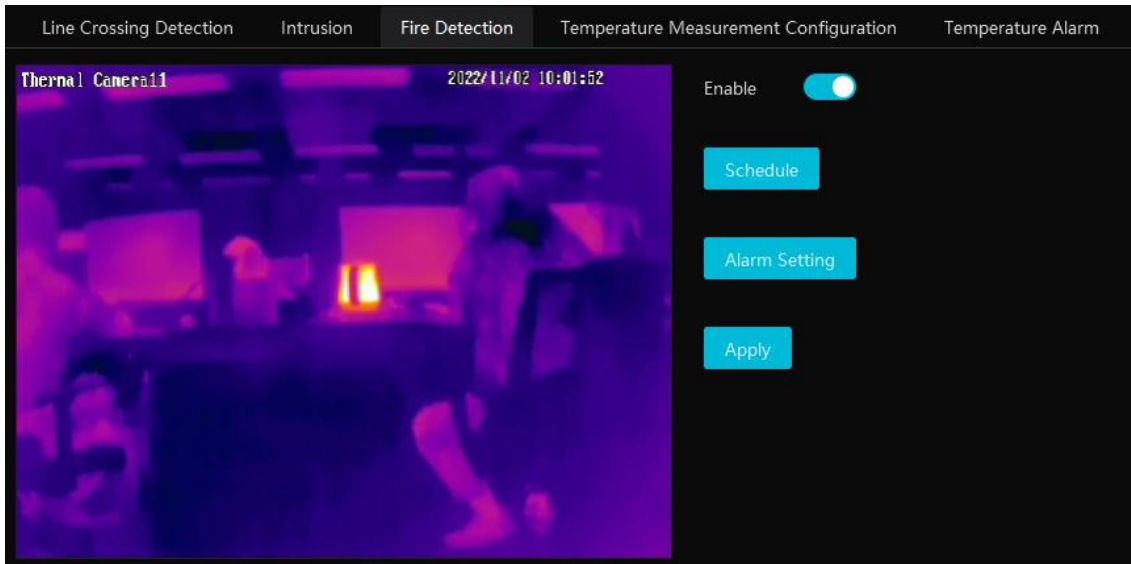 Line Crossing Detection Intrusion Fire Detection Temperature Measurement Configuration Temperature Alarm
Thernal Camera11 2022/11/02 10:01:52
Enable
Schedule
Alarm Setting
Apply